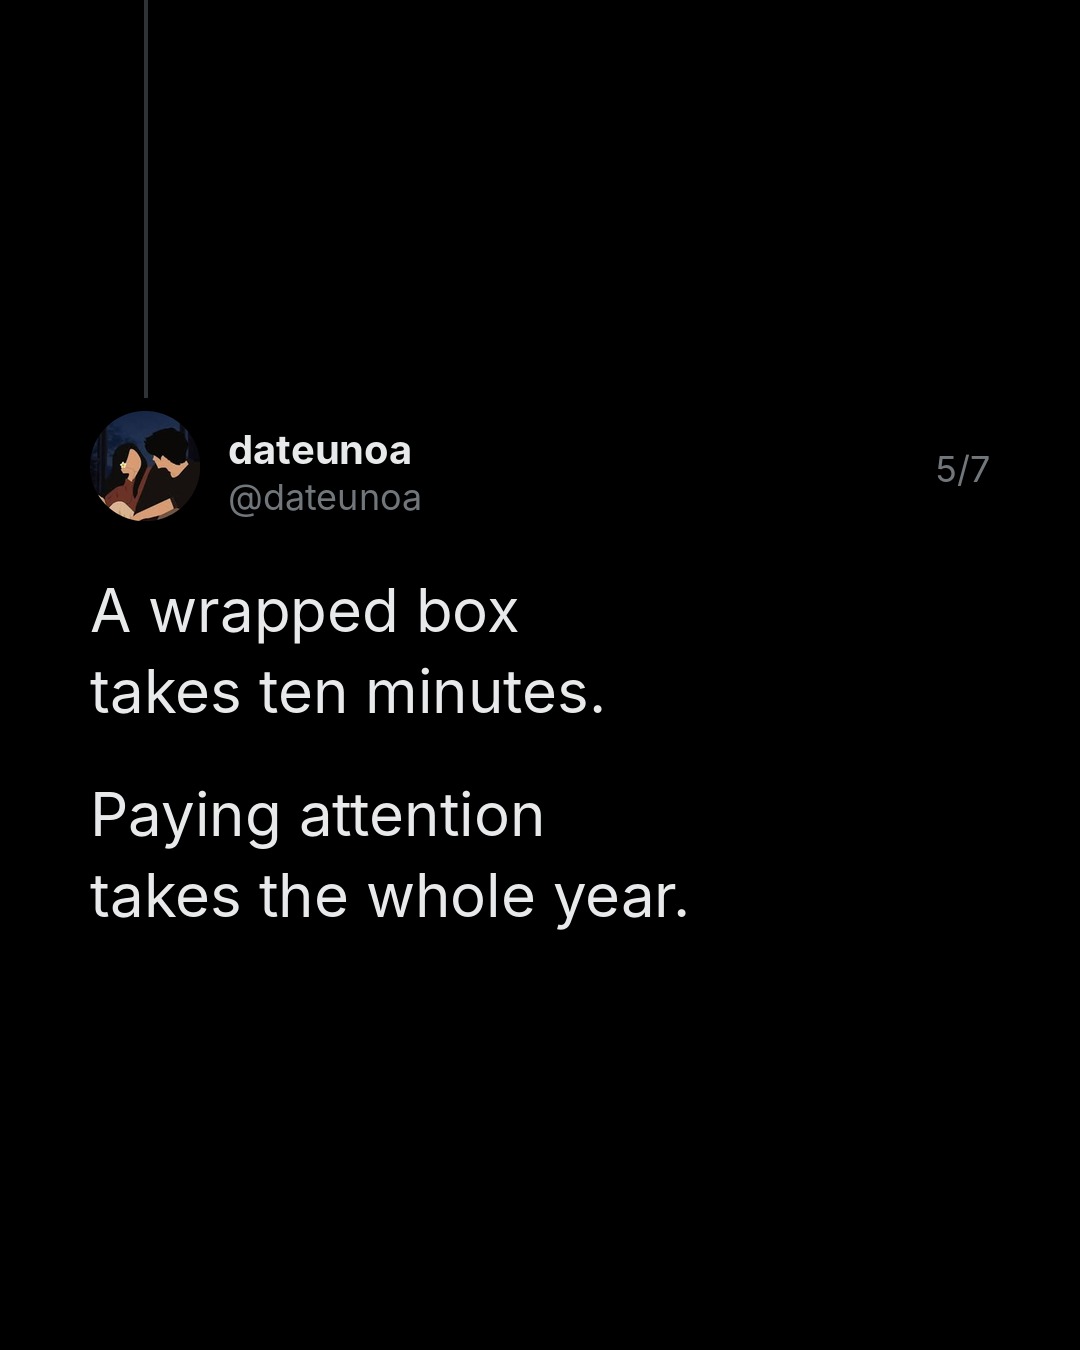 dateunoa
@dateunoa
5/7
A wrapped box
takes ten minutes.
Paying attention
takes the whole year.